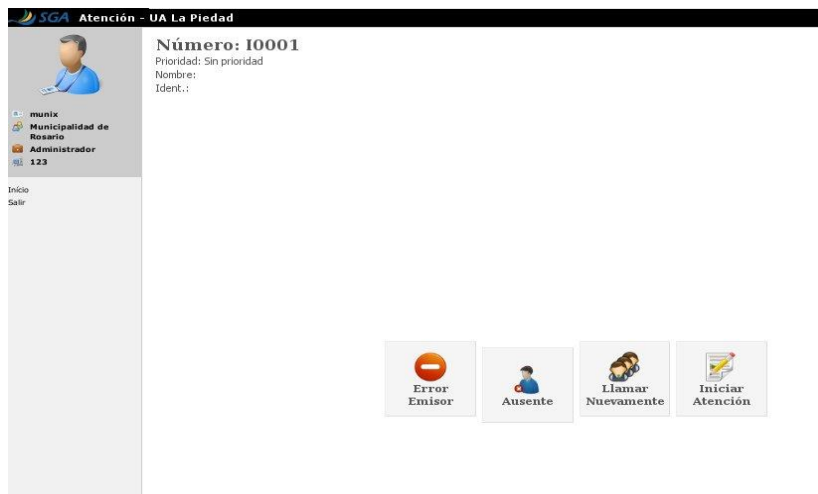 SGA Atención - UA La Piedad
Número: I0001
Prioridad: Sin prioridad
Nombre:
Ident.:
munix
Municipalidad de
Rosario
Administrador
123
Início
Salir
Error
Emisor
Ausente
Llamar
Nuevamente
Iniciar
Atención